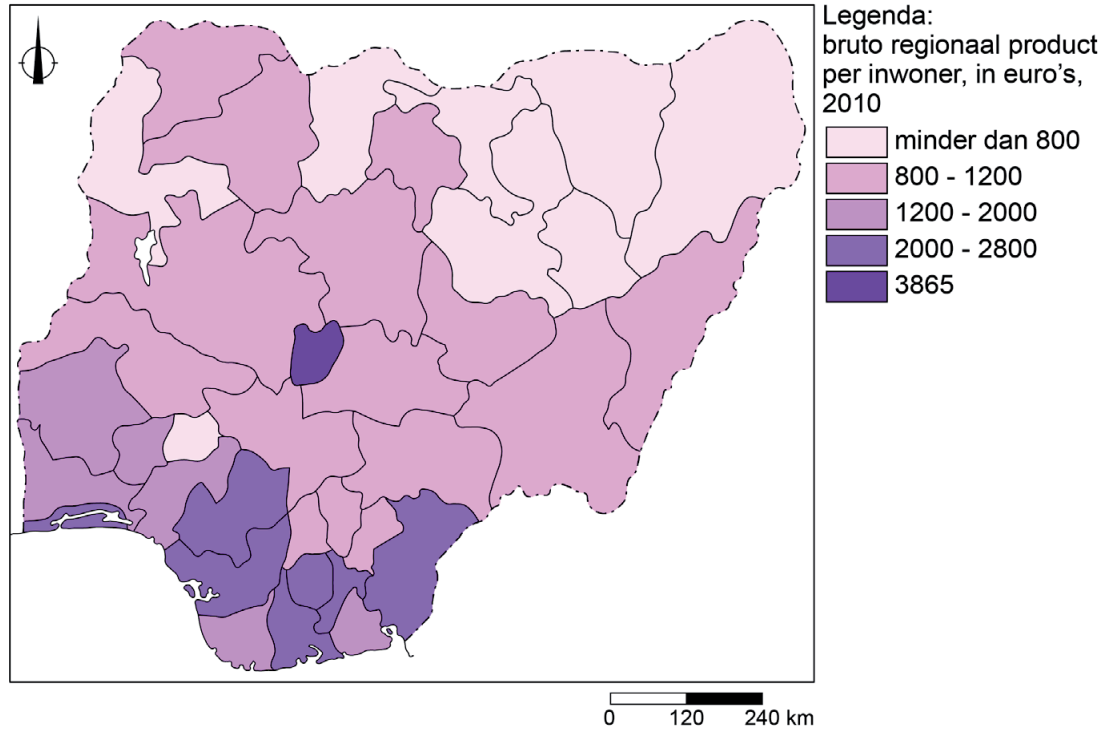 Legenda:
bruto regionaal product
per inwoner, in euro's,
2010
minder dan 800
800 - 1200
1200 - 2000
2000 - 2800
3865
0 120 240 km